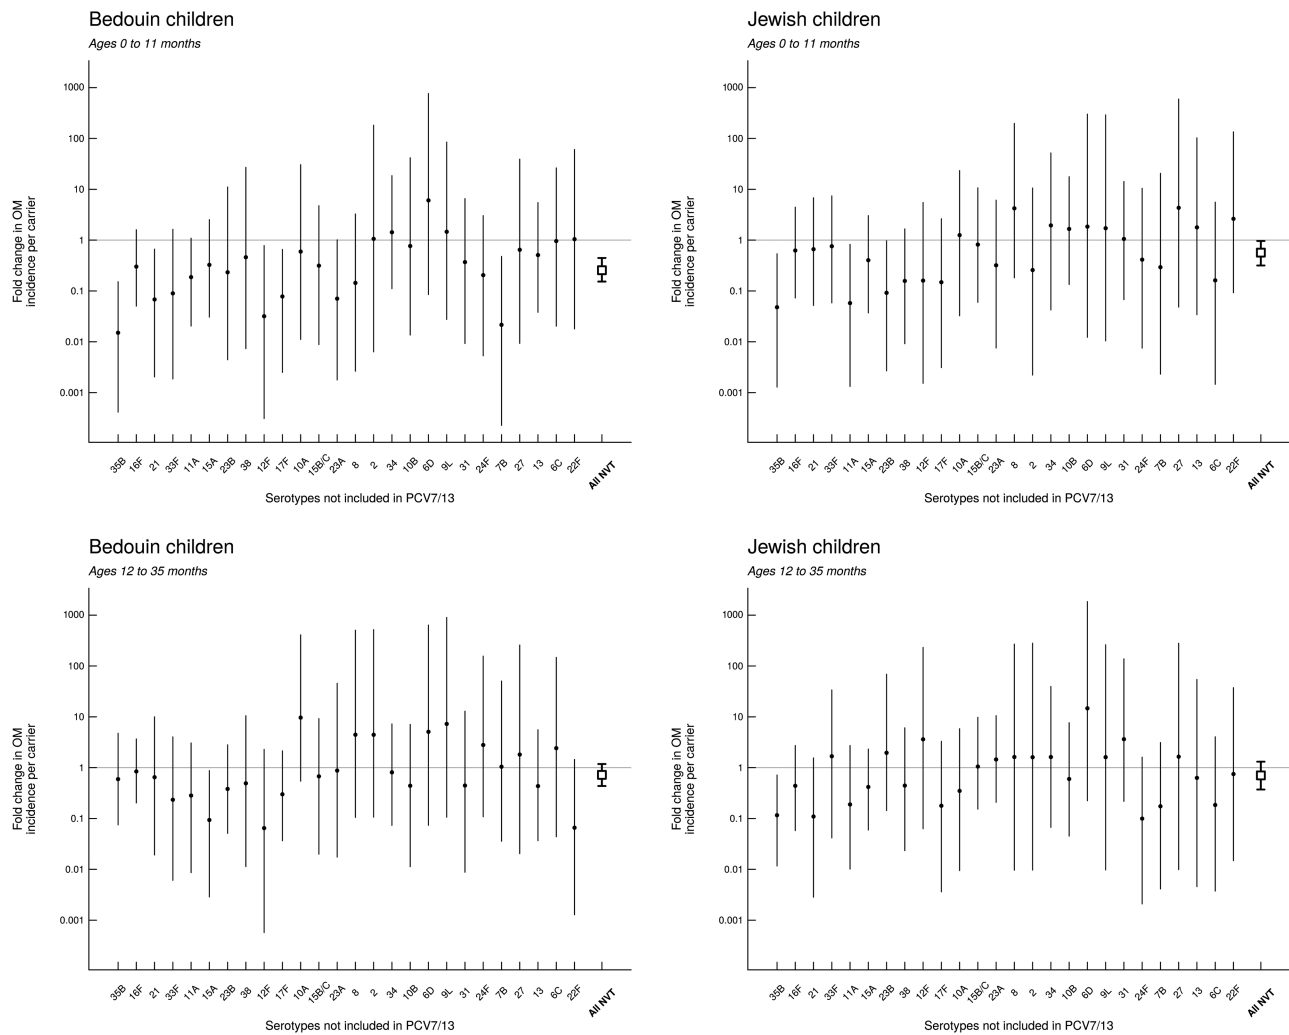 Bedouin children
Ages 0 to 11 months
Fold change in OM
incidence per carrier
1000
100
10
1
0.1
0.01
0.001
35B 16F 21 33F 11A 15A 23B 38 12F 17F 10A 15B/C 23A 8 2 34 10B 6D 9L 31 24F 7B 27 13 6C 22F All NVT
Serotypes not included in PCV7/13
Jewish children
Ages 0 to 11 months
Fold change in OM
incidence per carrier
1000
100
10
1
0.1
0.01
0.001
35B 16F 21 33F 11A 15A 23B 38 12F 17F 10A 15B/C 23A 8 2 34 10B 6D 9L 31 24F 7B 27 13 6C 22F All NVT
Serotypes not included in PCV7/13
Bedouin children
Ages 12 to 35 months
Fold change in OM
incidence per carrier
1000
100
10
1
0.1
0.01
0.001
35B 16F 21 33F 11A 15A 23B 38 12F 17F 10A 15B/C 23A 8 2 34 10B 6D 9L 31 24F 7B 27 13 6C 22F All NVT
Serotypes not included in PCV7/13
Jewish children
Ages 12 to 35 months
Fold change in OM
incidence per carrier
1000
100
10
1
0.1
0.01
0.001
35B 16F 21 33F 11A 15A 23B 38 12F 17F 10A 15B/C 23A 8 2 34 10B 6D 9L 31 24F 7B 27 13 6C 22F All NVT
Serotypes not included in PCV7/13